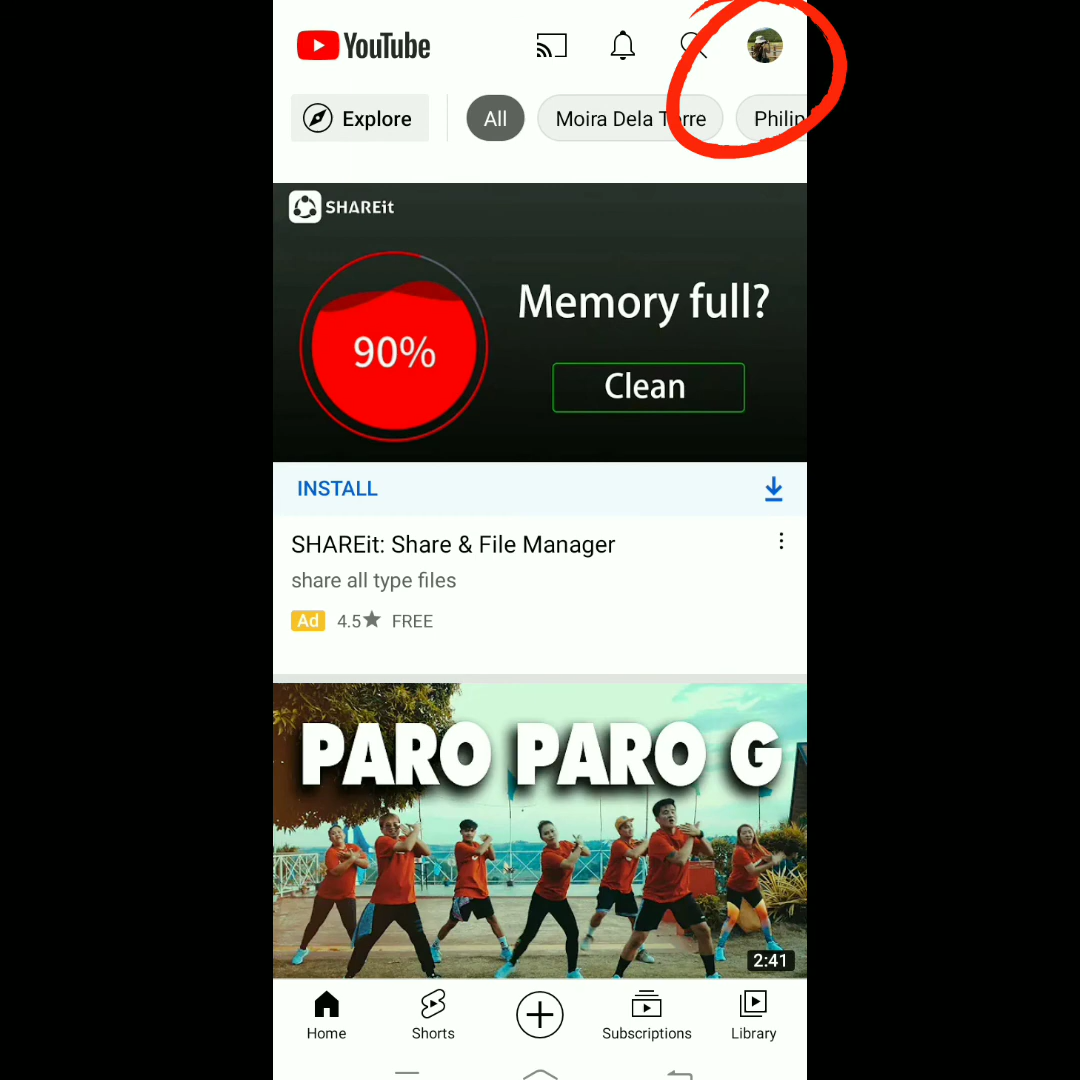 YouTube
Explore
All
Moira Dela Torre
Philip
SHAREit
90%
Memory full?
Clean
INSTALL
SHAREit: Share & File Manager
share all type files
Ad 4.5★ FREE
PARO PARO G
2:41
Home
Shorts
Subscriptions
Library